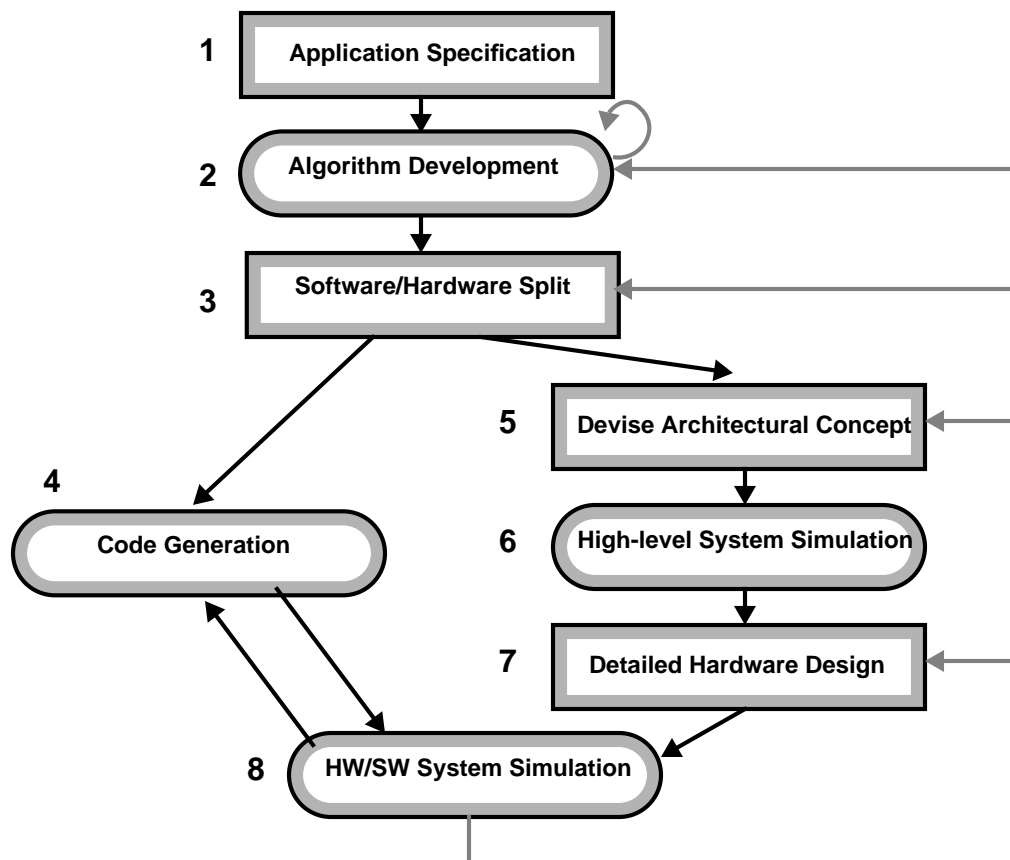 1 Application Specification
2 Algorithm Development
3 Software/Hardware Split
5 Devise Architectural Concept
4
Code Generation
6 High-level System Simulation
7 Detailed Hardware Design
8 HW/SW System Simulation